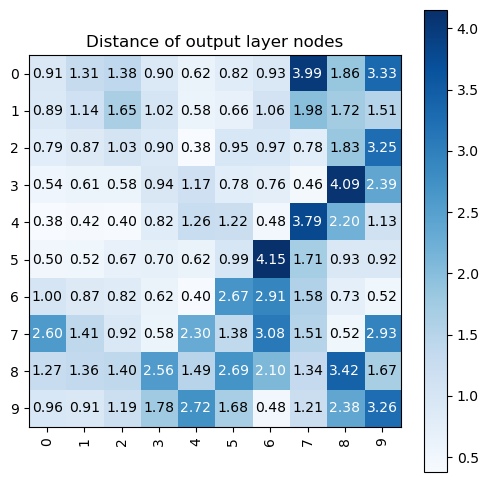 Distance of output layer nodes
0 0.91 1.31 1.38 0.90 0.62 0.82 0.93 3.99 1.86 3.33
1 0.89 1.14 1.65 1.02 0.58 0.66 1.06 1.98 1.72 1.51
2 0.79 0.87 1.03 0.90 0.38 0.95 0.97 0.78 1.83 3.25
3 0.54 0.61 0.58 0.94 1.17 0.78 0.76 0.46 4.09 2.39
4 0.38 0.42 0.40 0.82 1.26 1.22 0.48 3.79 2.20 1.13
5 0.50 0.52 0.67 0.70 0.62 0.99 4.15 1.71 0.93 0.92
6 1.00 0.87 0.82 0.62 0.40 2.67 2.91 1.58 0.73 0.52
7 2.60 1.41 0.92 0.58 2.30 1.38 3.08 1.51 0.52 2.93
8 1.27 1.36 1.40 2.56 1.49 2.69 2.10 1.34 3.42 1.67
9 0.96 0.91 1.19 1.78 2.72 1.68 0.48 1.21 2.38 3.26
0 1 2 3 4 5 6 7 8 9
4.0
3.5
3.0
2.5
2.0
1.5
1.0
0.5